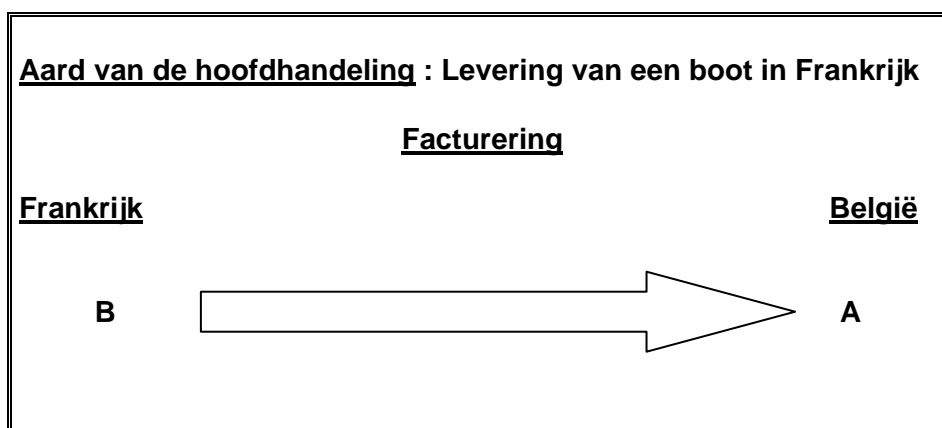 Aard van de hoofdhandeling : Levering van een boot in Frankrijk
Facturering
Frankrijk België
B A